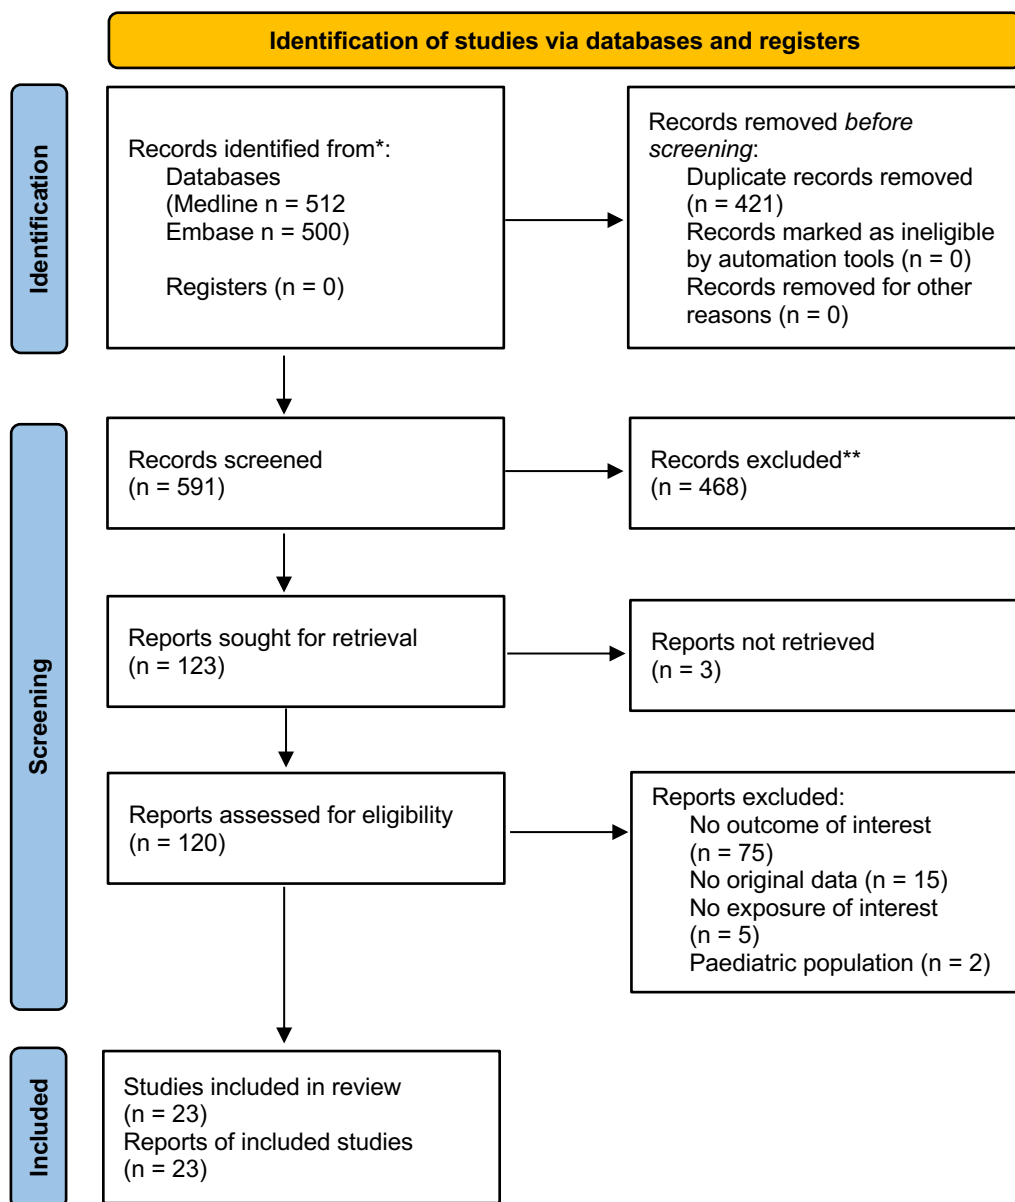 Identification of studies via databases and registers
Identification
Records identified from*:
Databases
(Medline n = 512
Embase n = 500)
Registers (n = 0)
Records removed before
screening:
Duplicate records removed
(n = 421)
Records marked as ineligible
by automation tools (n = 0)
Records removed for other
reasons (n = 0)
Screening
Records screened
(n = 591)
Records excluded**
(n = 468)
Reports sought for retrieval
(n = 123)
Reports not retrieved
(n = 3)
Reports assessed for eligibility
(n = 120)
Reports excluded:
No outcome of interest
(n = 75)
No original data (n = 15)
No exposure of interest
(n = 5)
Paediatric population (n = 2)
Included
Studies included in review
(n = 23)
Reports of included studies
(n = 23)